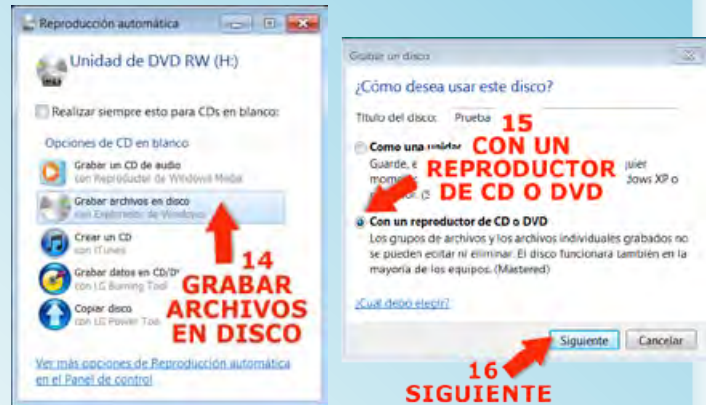 Reproducción automática
Unidad de DVD RW (H:)
Realizar siempre esto para CDs en blanco:
Opciones de CD en blanco
Grabar un CD de audio
con Reproductor de Windows Media
Grabar archivos en disco
con Explorador de Windows
Crear un CD
con iTunes
Grabar datos en CD/
con LG Burning Tool
Copiar disco
con LG Power Too
Ver más opciones de Reproducción automática
en el Panel de control
14
GRABAR
ARCHIVOS
EN DISCO
Grabar un disco
¿Cómo desea usar este disco?
Título del disco: Prueba
Como una
Guarde, e
dows XP o
15
CON UN
REPRODUCTOR
DE CD O DVD
Con un reproductor de CD o DVD
Los grupos de archivos y los archivos individuales grabados no
se pueden editar ni eliminar. El disco funcionará también en la
mayoría de los equipos. (Mastered)
¿Cuál debo elegir?
Siguiente
Cancelar
16
SIGUIENTE